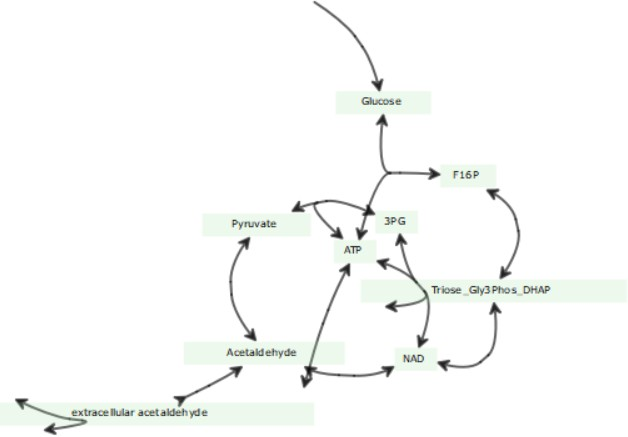 Glucose
F16P
Pyruvate
3PG
ATP
Triose_Gly3Phos_DHAP
Acetaldehyde
NAD
extracellular acetaldehyde